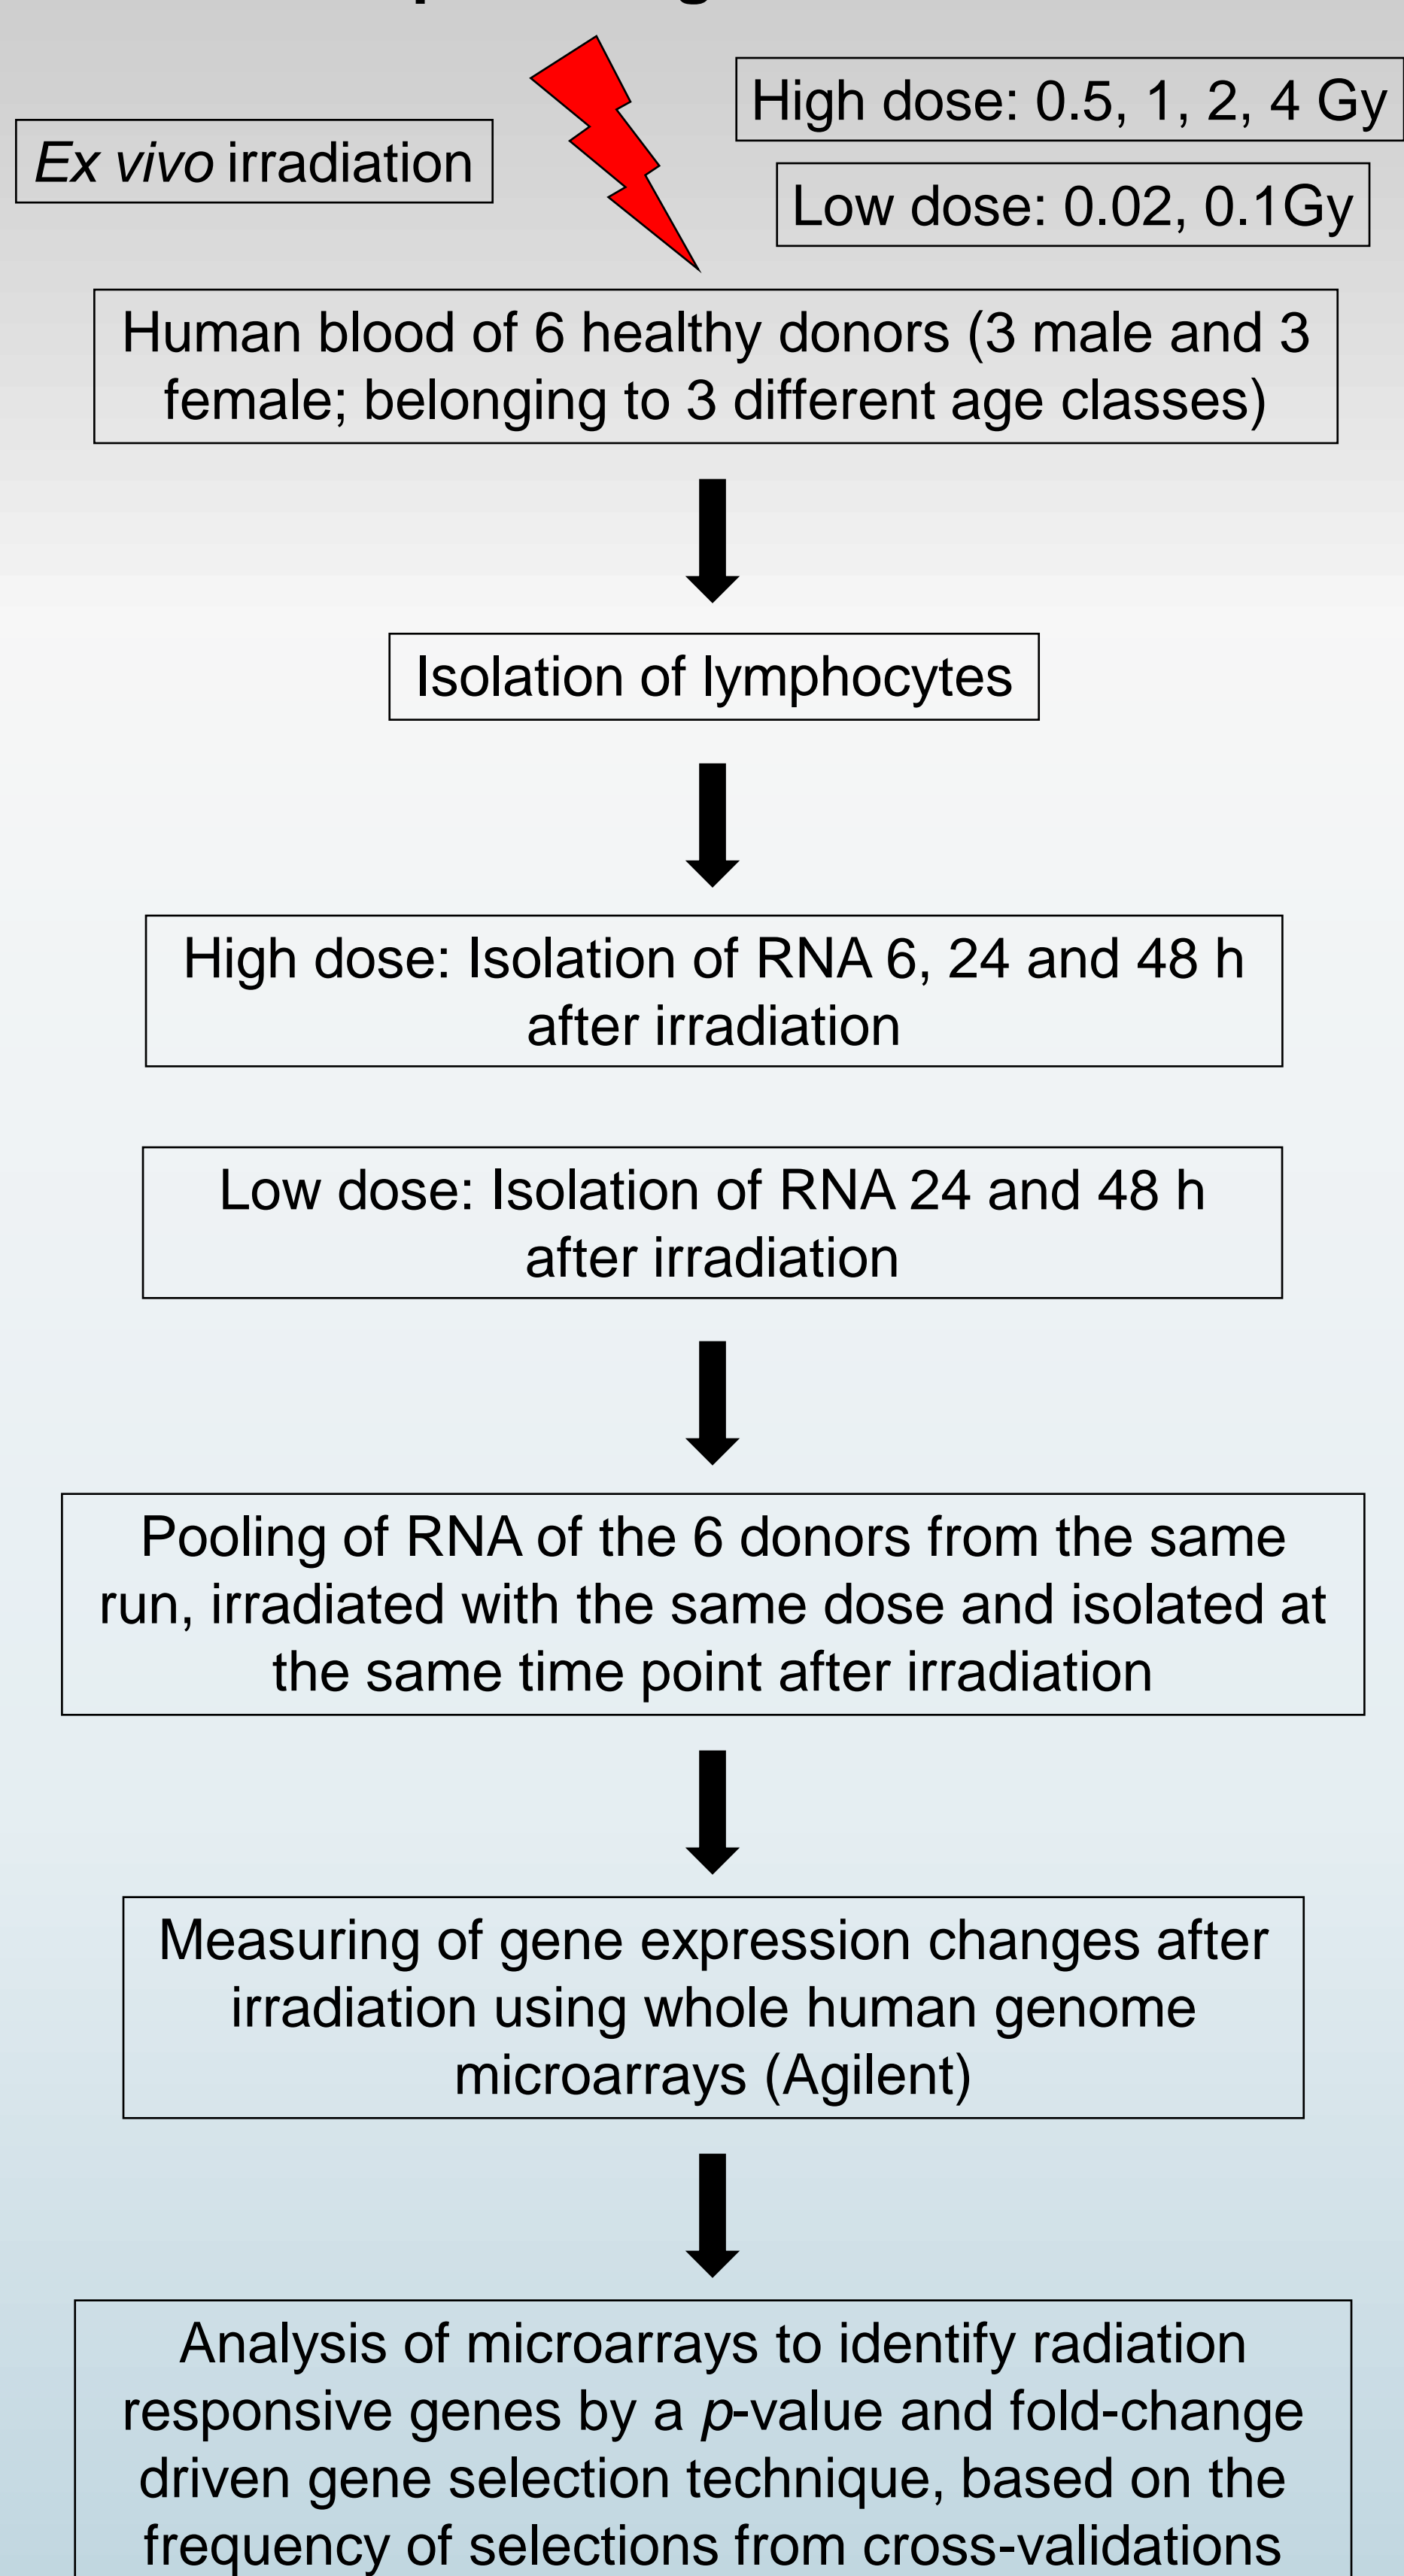 Ex vivo irradiation
High dose: 0.5, 1, 2, 4 Gy
Low dose: 0.02, 0.1Gy
Human blood of 6 healthy donors (3 male and 3
female; belonging to 3 different age classes)
Isolation of lymphocytes
High dose: Isolation of RNA 6, 24 and 48 h
after irradiation
Low dose: Isolation of RNA 24 and 48 h
after irradiation
Pooling of RNA of the 6 donors from the same
run, irradiated with the same dose and isolated at
the same time point after irradiation
Measuring of gene expression changes after
irradiation using whole human genome
microarrays (Agilent)
Analysis of microarrays to identify radiation
responsive genes by a p-value and fold-change
driven gene selection technique, based on the
frequency of selections from cross-validations